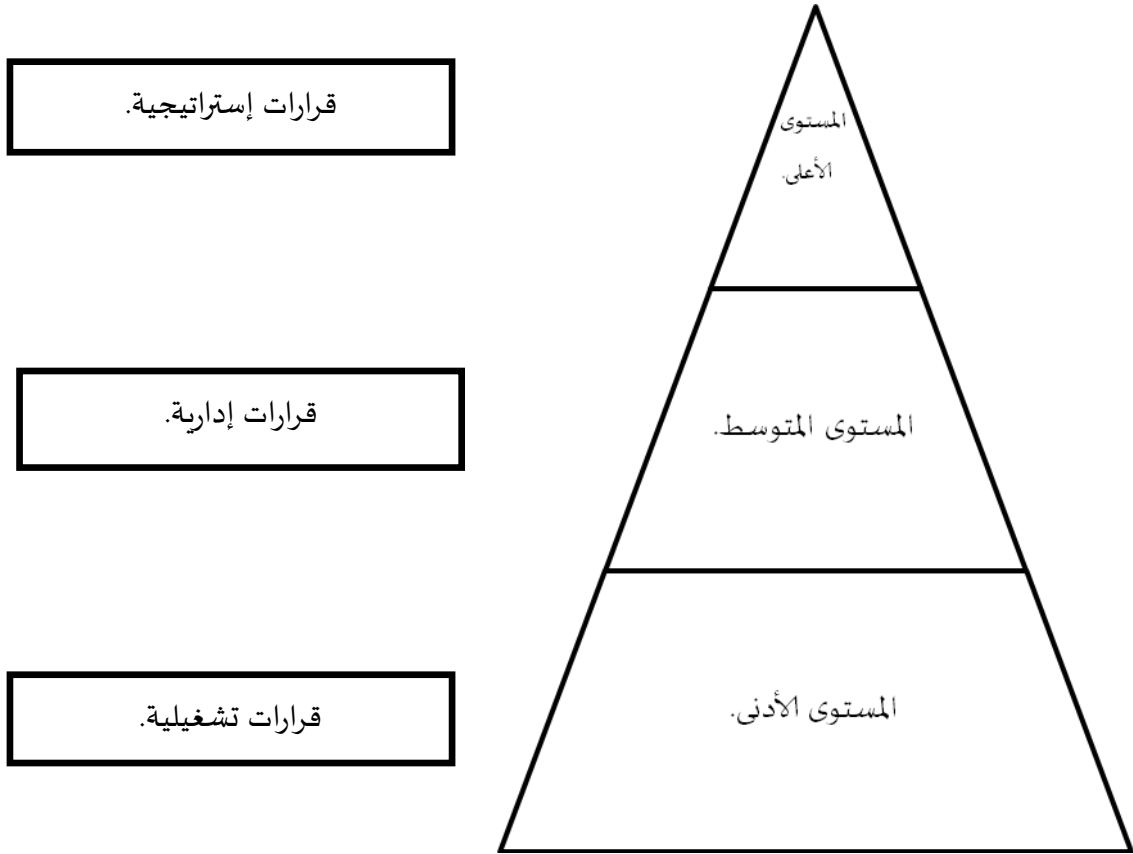 المستوى
الأعلى.
قرارات إستراتيجية.
المستوى المتوسط.
قرارات إدارية.
المستوى الأدنى.
قرارات تشغيلية.